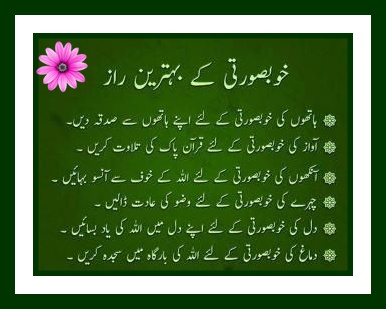 خوبصورتی کے بہترین راز
ہاتھوں کی خوبصورتی کے لئے اپنے ہاتھوں سے صدقہ دیں۔
آواز کی خوبصورتی کے لئے قرآن پاک کی تلاوت کریں ۔
آنکھوں کی خوبصورتی کے لئے اللہ کے خوف سے آنسو بہائیں ۔
چہرے کی خوبصورتی کے لئے وضو کی عادت ڈالیں ۔
دل کی خوبصورتی کے لئے اپنے دل میں اللہ کی یاد بسائیں ۔
دماغ کی خوبصورتی کے لئے اللہ کی بارگاہ میں سجدہ کریں ۔